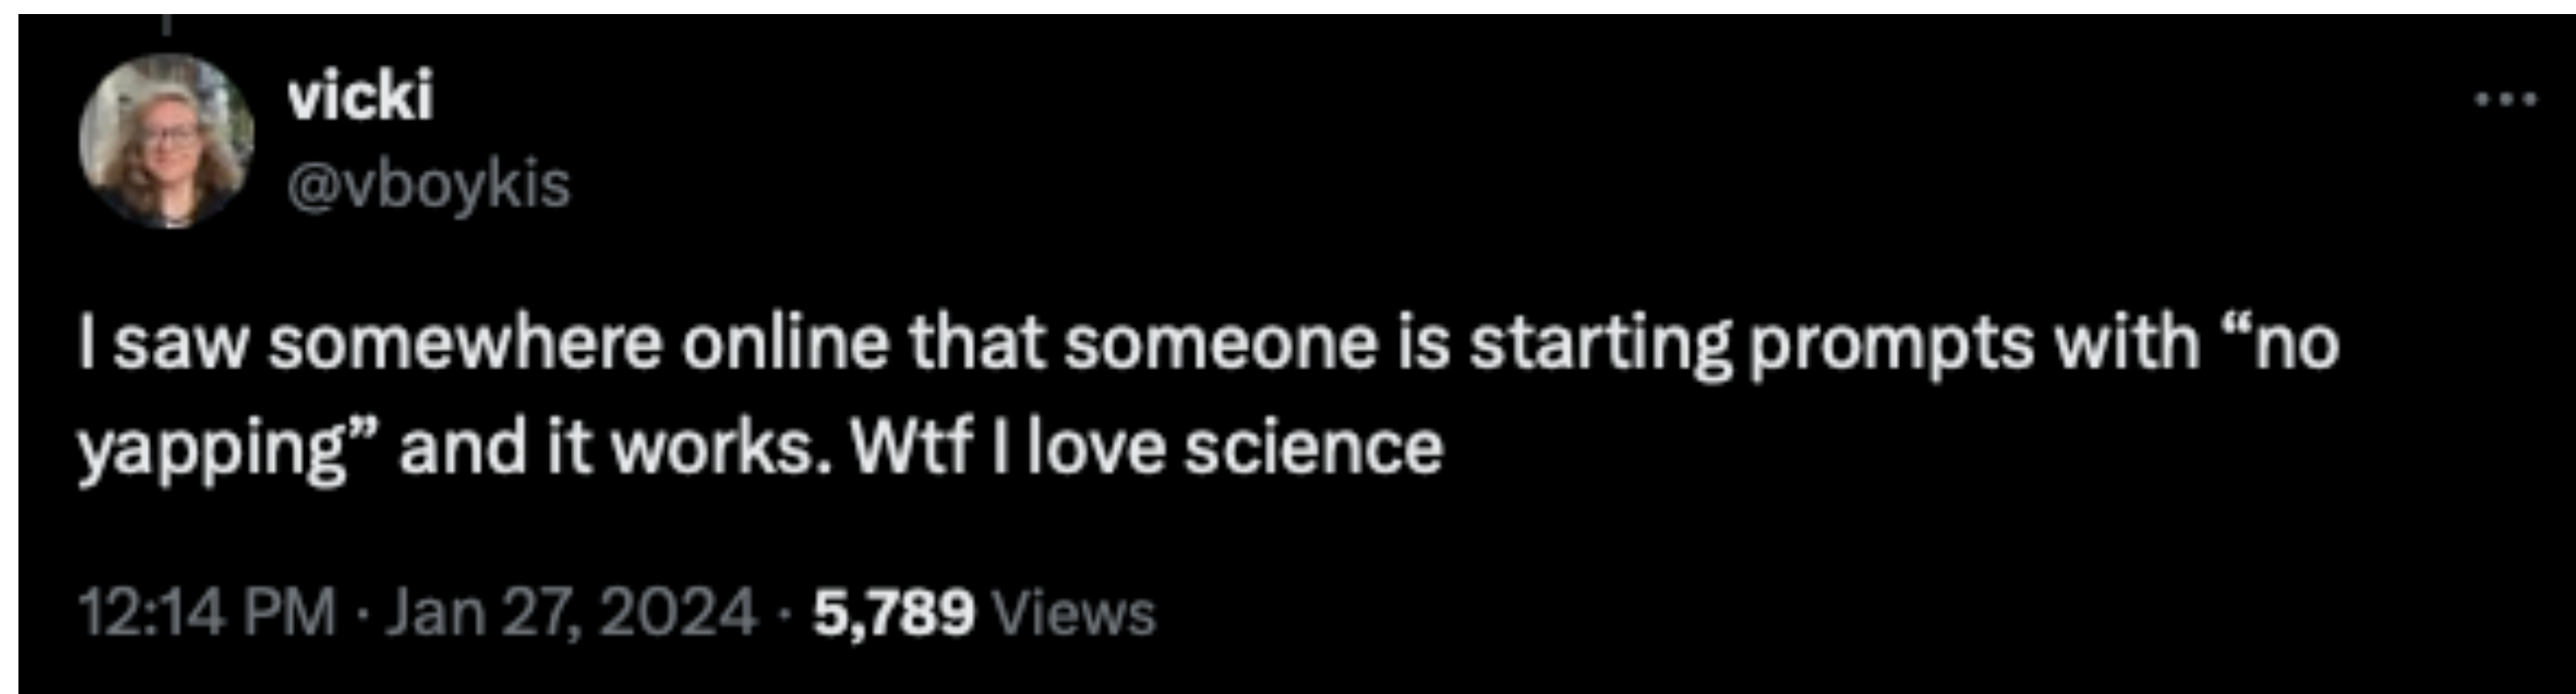 vicki
@vboykis
I saw somewhere online that someone is starting prompts with “no
yapping” and it works. Wtf I love science
12:14 PM · Jan 27, 2024 · 5,789 Views